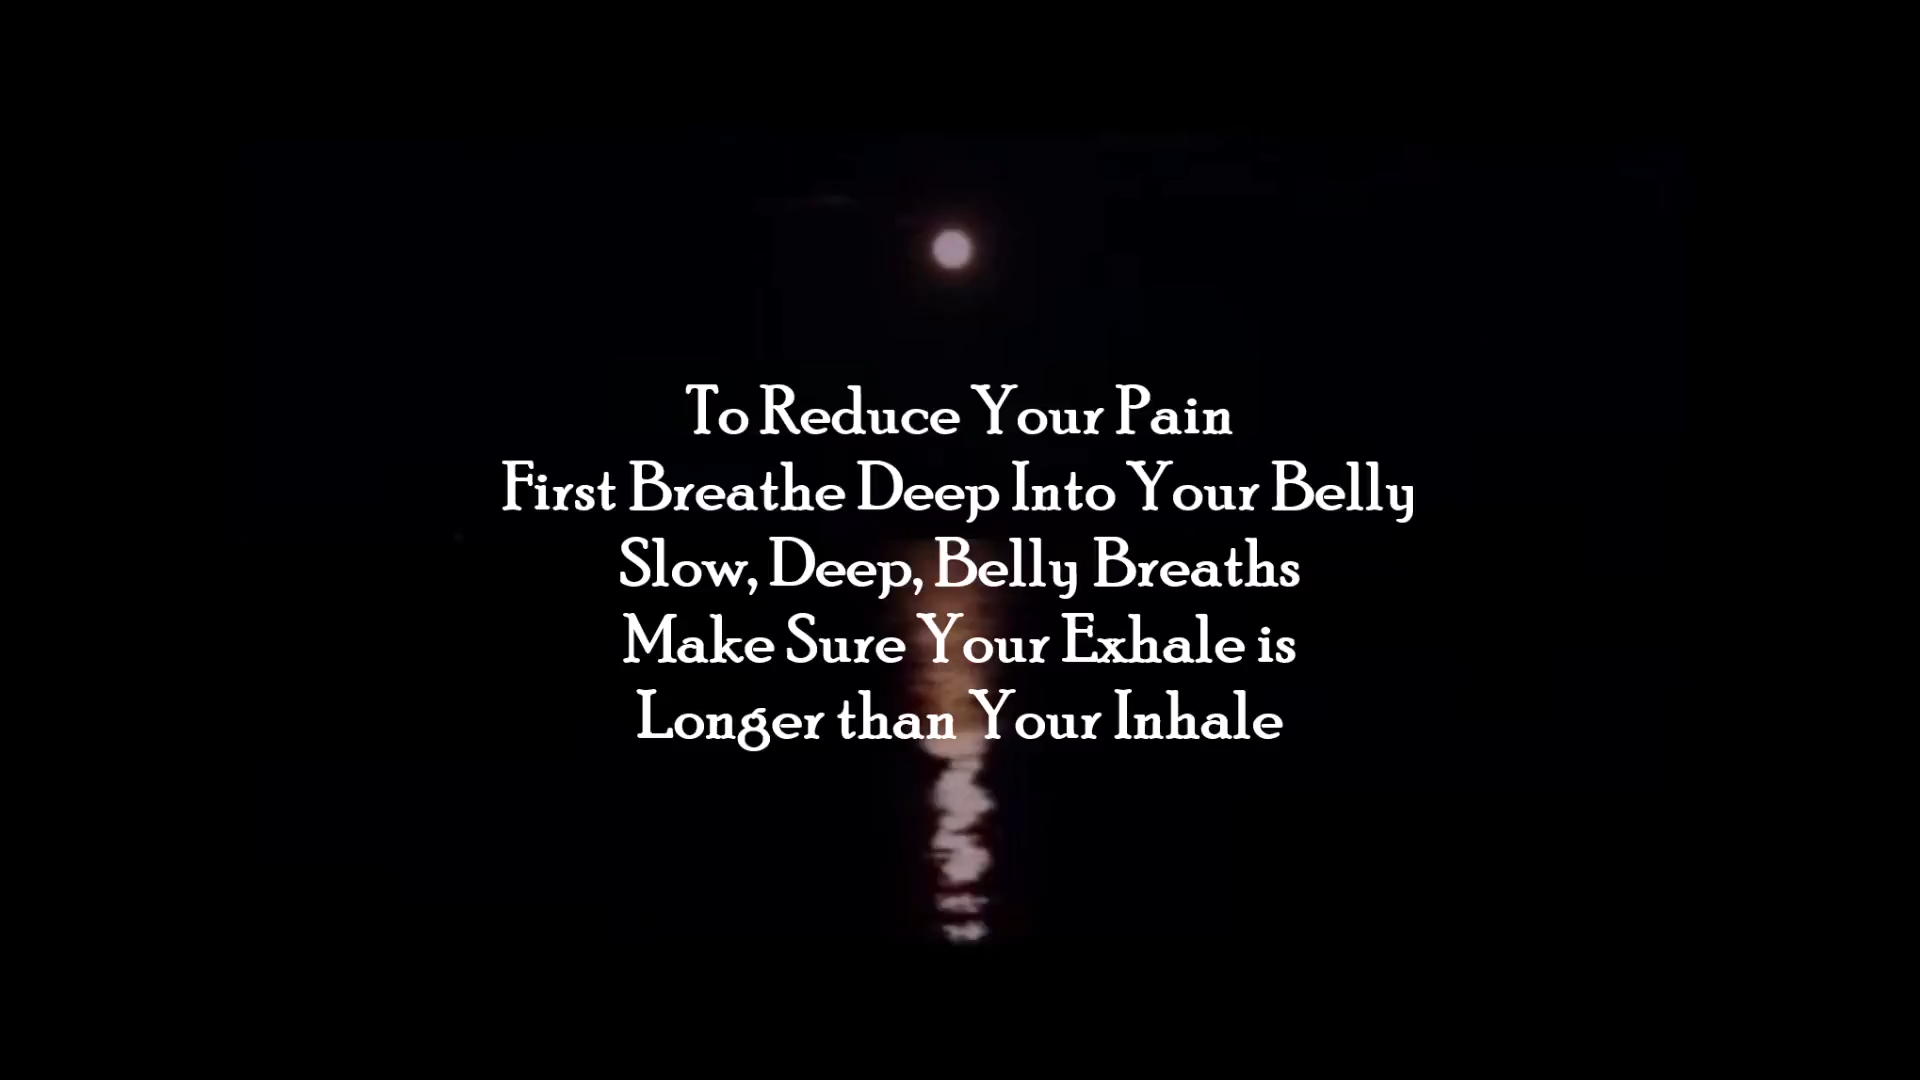 To Reduce Your Pain
First Breathe Deep Into Your Belly
Slow, Deep, Belly Breaths
Make Sure Your Exhale is
Longer than Your Inhale